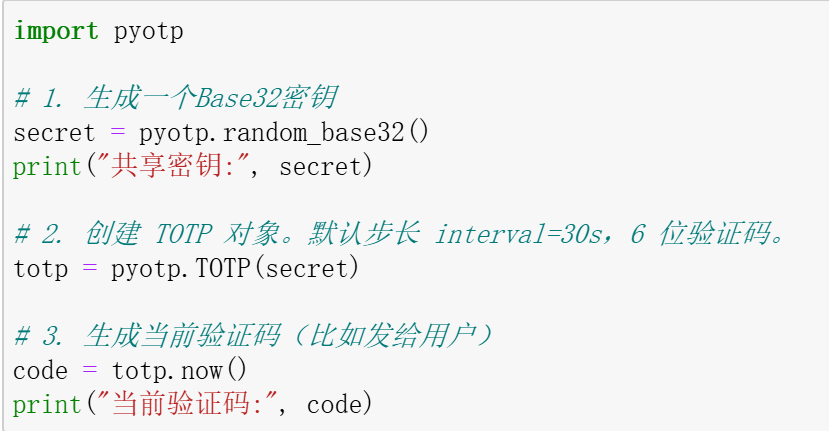 import pyotp
# 1. 生成一个Base32密钥
secret = pyotp.random_base32()
print("共享密钥:", secret)
# 2. 创建 TOTP 对象。默认步长 interval=30s，6 位验证码。
totp = pyotp.TOTP(secret)
# 3. 生成当前验证码（比如发给用户）
code = totp.now()
print("当前验证码:", code)